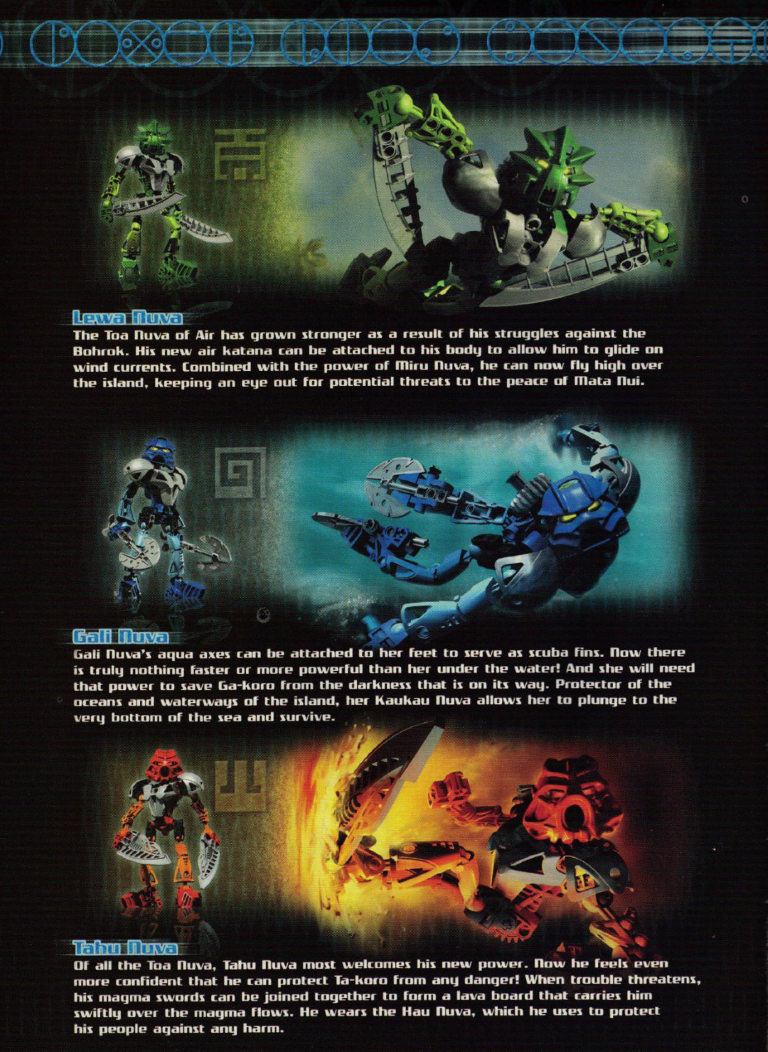 Lewa Nuva
The Toa Nuva of Air has grown stronger as a result of his struggles against the
Bohrok. His new air katana can be attached to his body to allow him to glide on
wind currents. Combined with the power of Miru Nuva, he can now fly high over
the island, keeping an eye out for potential threats to the peace of Mata Nui.
Gali Nuva
Gali Nuva's aqua axes can be attached to her feet to serve as scuba fins. Now there
is truly nothing faster or more powerful than her under the water! And she will need
that power to save Ga-koro from the darkness that is on its way. Protector of the
oceans and waterways of the island, her Kaukau Nuva allows her to plunge to the
very bottom of the sea and survive.
Tahu Nuva
Of all the Toa Nuva, Tahu Nuva most welcomes his new power. Now he feels even
more confident that he can protect Ta-koro from any danger! When trouble threatens,
his magma swords can be joined together to form a lava board that carries him
swiftly over the magma flows. He wears the Hau Nuva, which he uses to protect
his people against any harm.